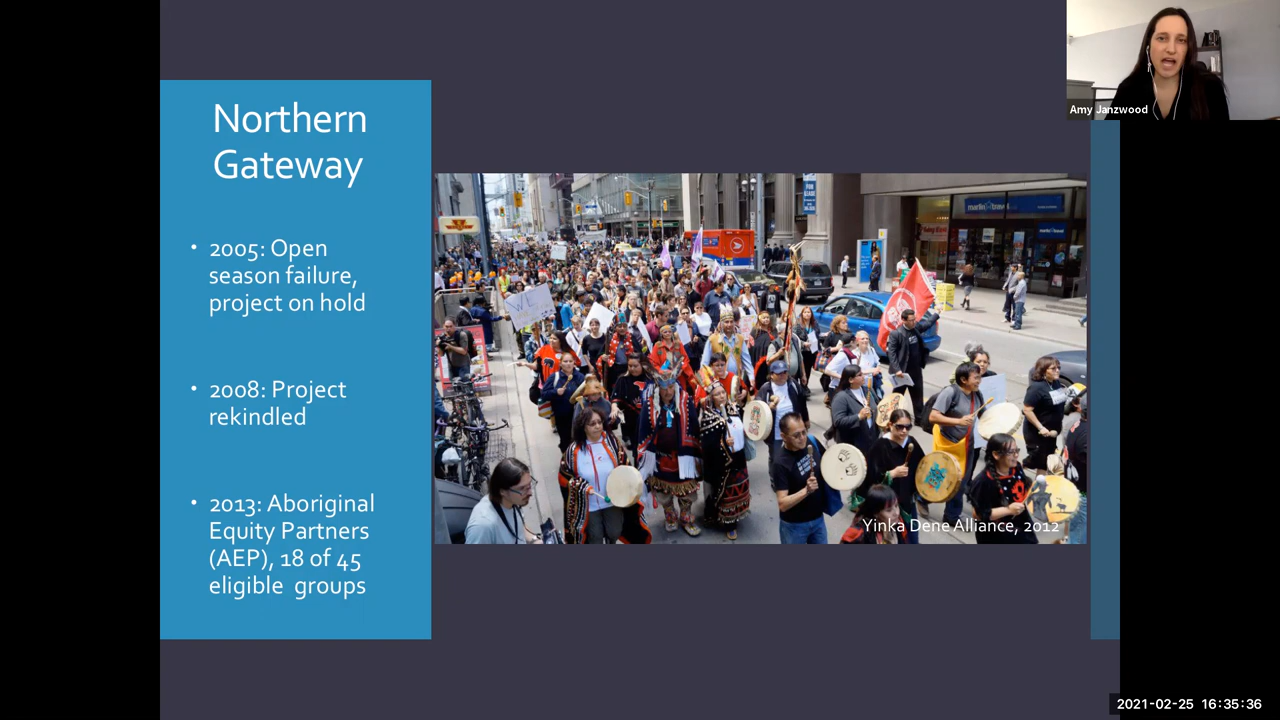 Northern
Gateway
• 2005: Open
season failure,
project on hold
• 2008: Project
rekindled
• 2013: Aboriginal
Equity Partners
(AEP), 18 of 45
eligible groups
Yinka Dene Alliance, 2012
Amy Janzwood
2021-02-25 16:35:36